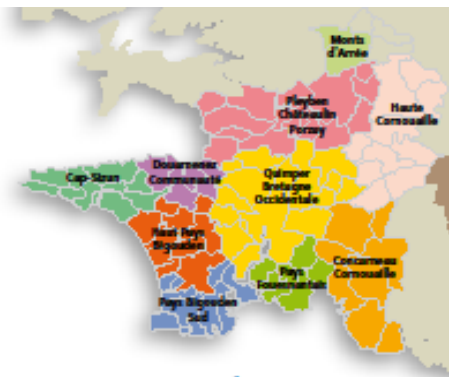 Monts
d'Arrée
Pleyben
Châteaulin
Porzay
Haute
Cornouaille
Douarnenez
Communauté
Cap-Sizun
Quimper
Bretagne
Occidentale
Haut-Pays
Bigouden
Concarneau
Cornouaille
Pays
Fouesnantais
Pays Bigouden
Sud